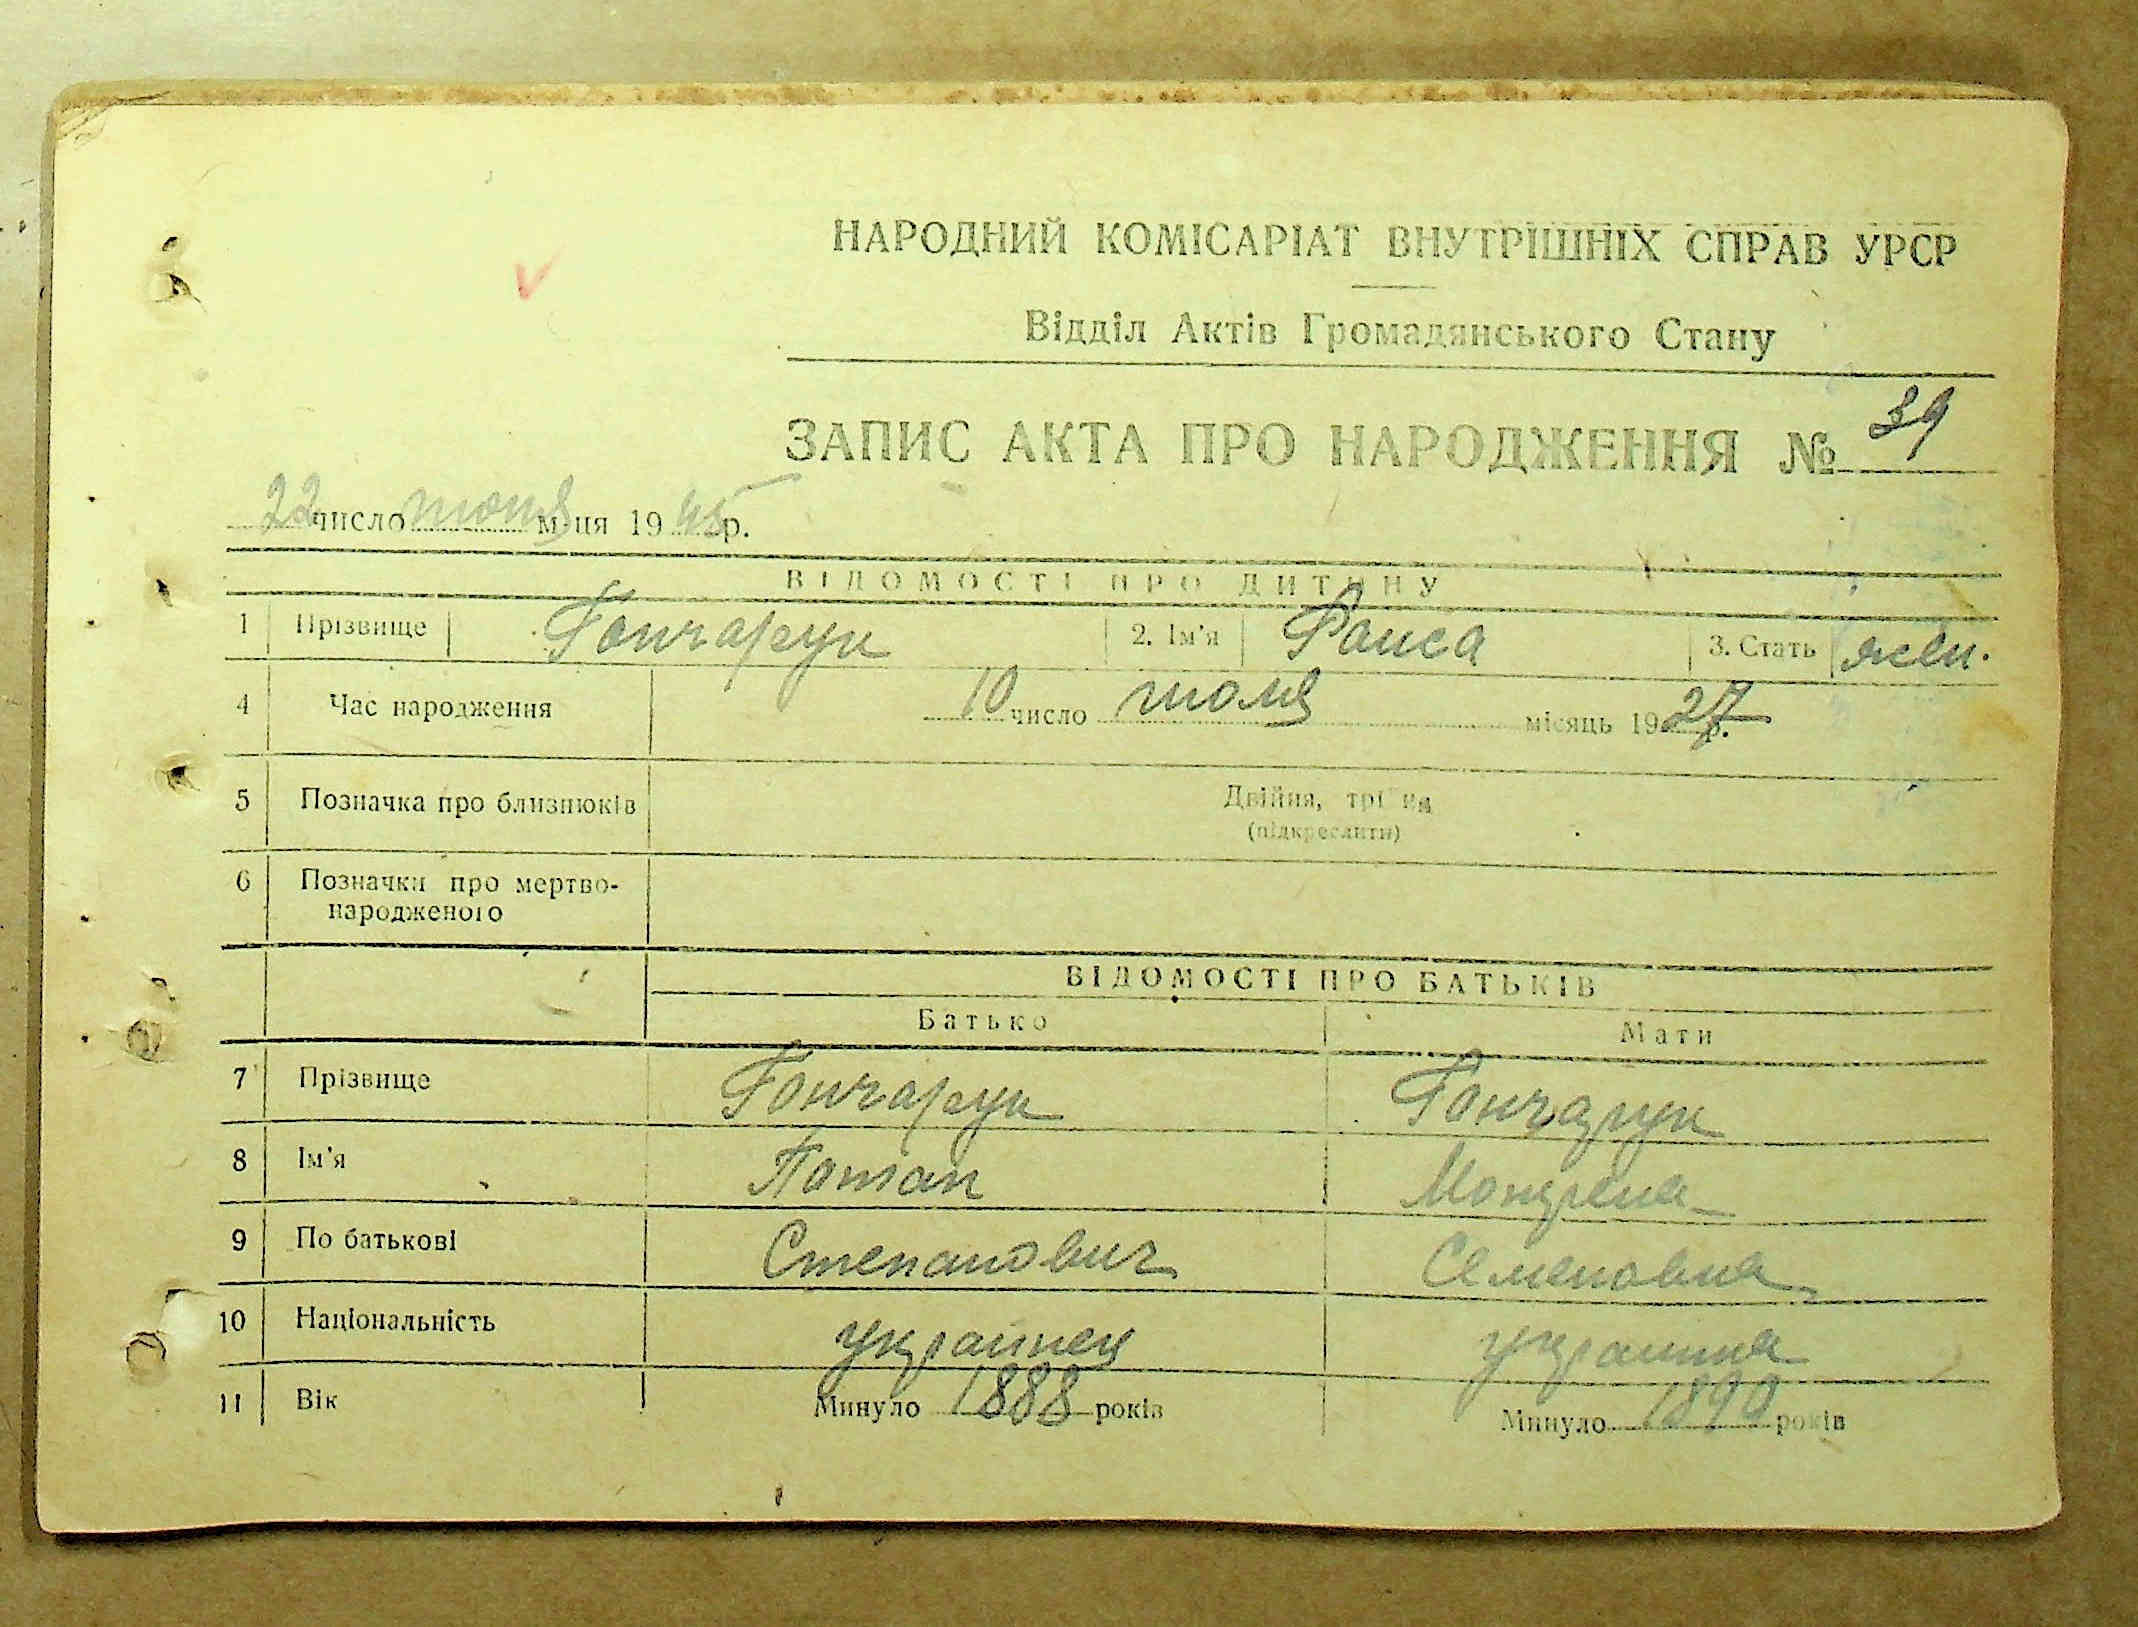 НАРОДНИЙ КОМІСАРІАТ ВНУТРІШНІХ СПРАВ УРСР
Відділ Актів Громадянського Стану
ЗАПИС АКТА ПРО НАРОДЖЕННЯ № 39
22 число июня м-ця 1945 р.
ВІДОМОСТІ ПРО ДИТИНУ
1 Прізвище Гончарук 2. Ім'я Раиса 3. Стать жен.
4 Час народження 10 число июля місяць 1927 р.
5 Позначка про близнюків Двійня, трійня
(підкреслити)
6 Позначки про мертво-
народженого
ВІДОМОСТІ ПРО БАТЬКІВ
Батько Мати
7 Прізвище Гончарук Гончарук
8 Ім'я Потап
9 По батькові Степанович Семеновна
10 Національність украинец
11 Вік Минуло 1888 років Минуло 1890 років